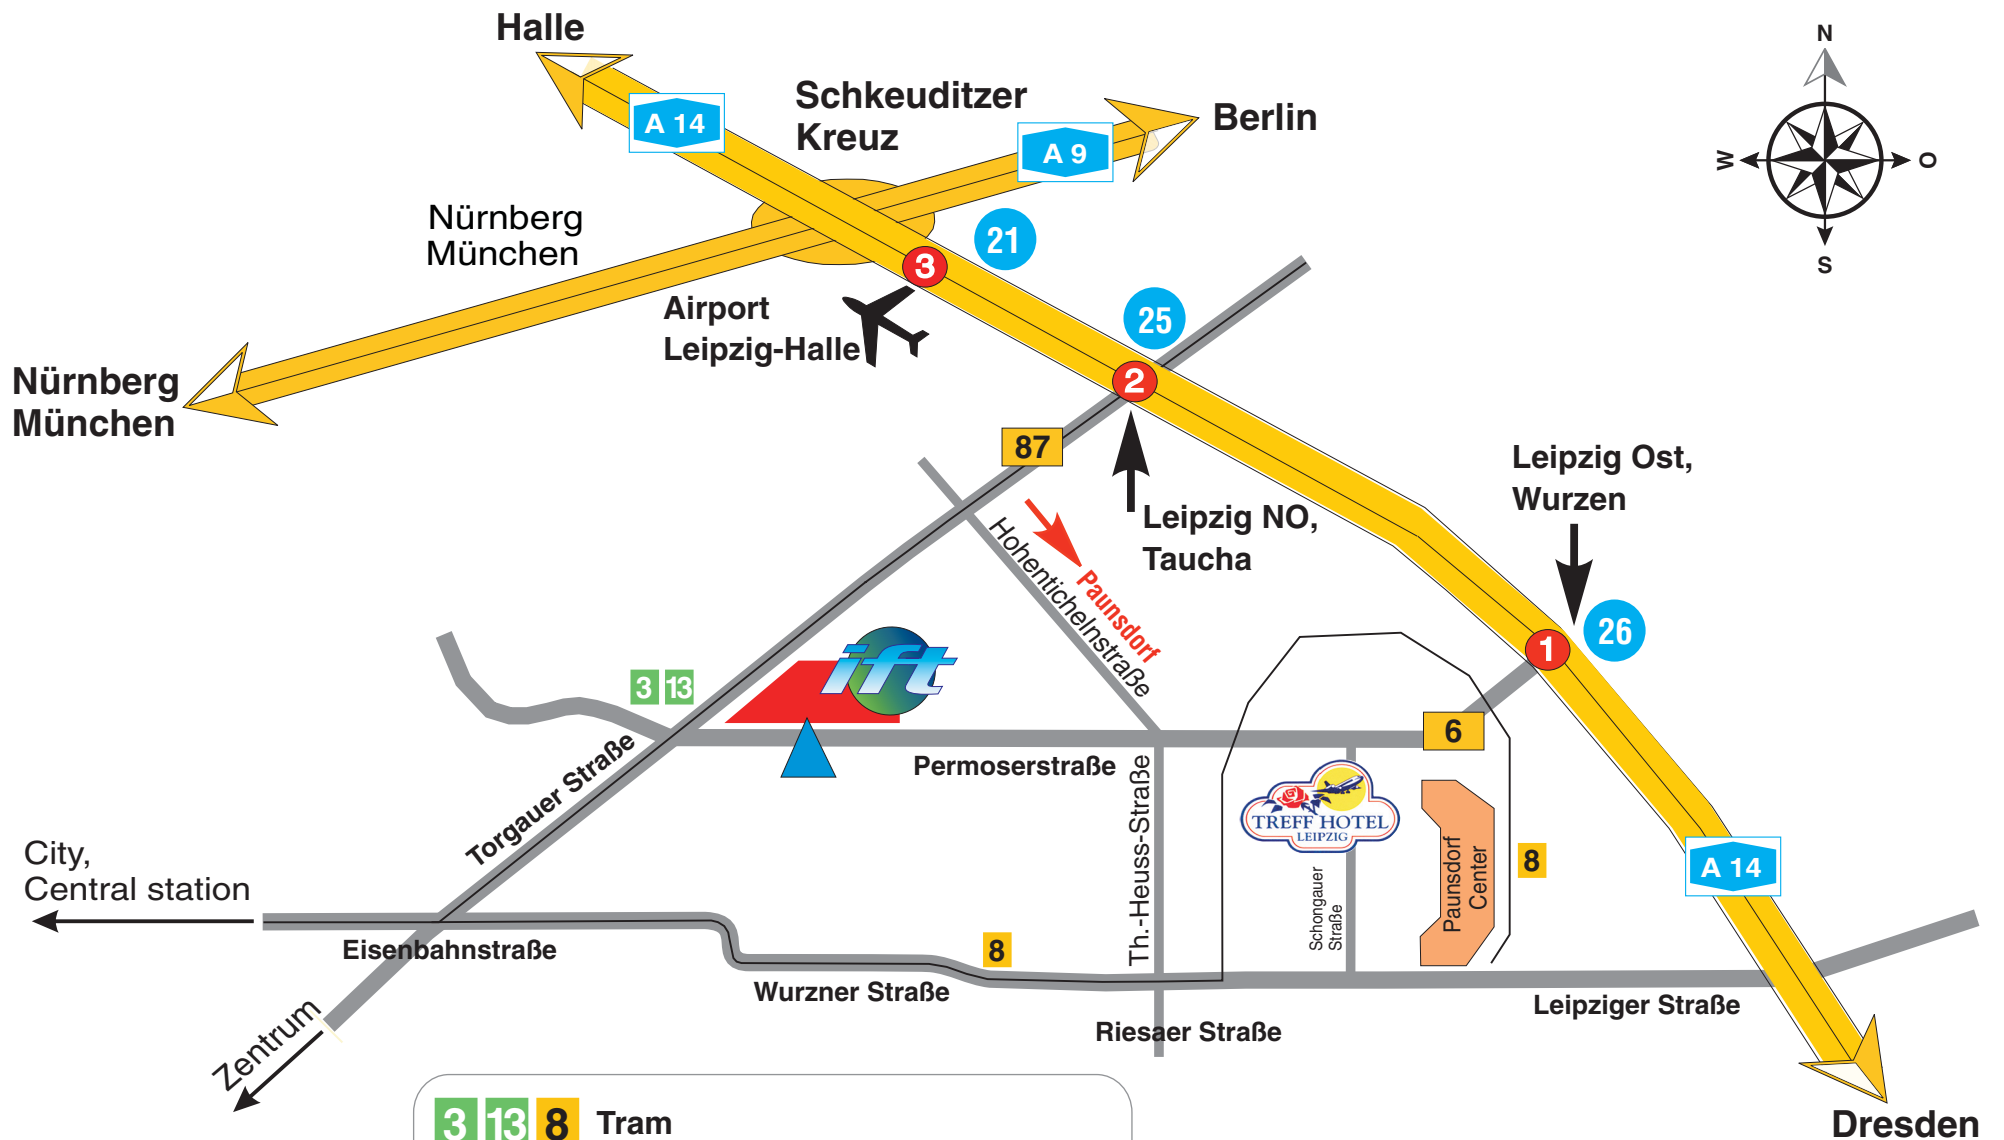 Halle
N
Schkeuditzer
Kreuz
Berlin
A 14
A 9
W
O
Nürnberg
München
21
S
3
Airport
Leipzig-Halle
25
2
Nürnberg
München
87
Leipzig Ost,
Wurzen
Leipzig NO,
Taucha
Hohentichelnstraße
Paunsdorf
26
1
ift
3 13
6
Permoserstraße
Torgauer Straße
Th.-Heuss-Straße
TREFF HOTEL
LEIPZIG
Schongauer
Straße
Paunsdorf
Center
8
A 14
City,
Central station
Eisenbahnstraße
8
Wurzner Straße
Leipziger Straße
Riesaer Straße
Zentrum
3 13 8 Tram
Dresden